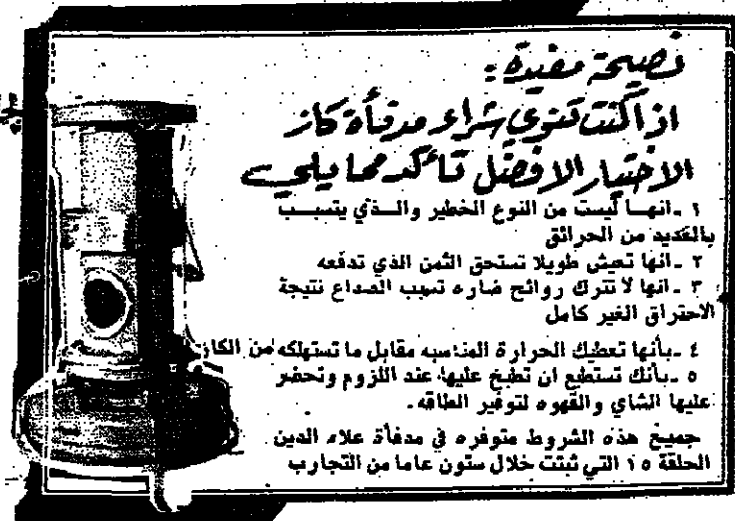 نصيحة مفيدة:
اذا كنت تنوي شراء مدفأة كاز
الاختيار الافضل تأكد مما يلي
١ ـ انهـا ليست من النوع الخطير والـذي يتسبـب
بالعديد من الحرائق
٢ ـ انها تعيش طويلا تستحق الثمن الذي تدفعه
٣ ـ انها لا تترك روائح ضاره تسبب الصداع نتيجة
الاحتراق الغير كامل
٤ ـ بأنها تعطيك الحرارة المناسبه مقابل ما تستهلكه من الكاز
٥ ـ بأنك تستطيع ان تطبخ عليها عند اللزوم وتحضر
عليها الشاي والقهوه لتوفير الطاقه.
جميع هذه الشروط متوفره في مدفأة علاء الدين
الحلقة ١٥ التي ثبتت خلال ستون عاما من التجارب